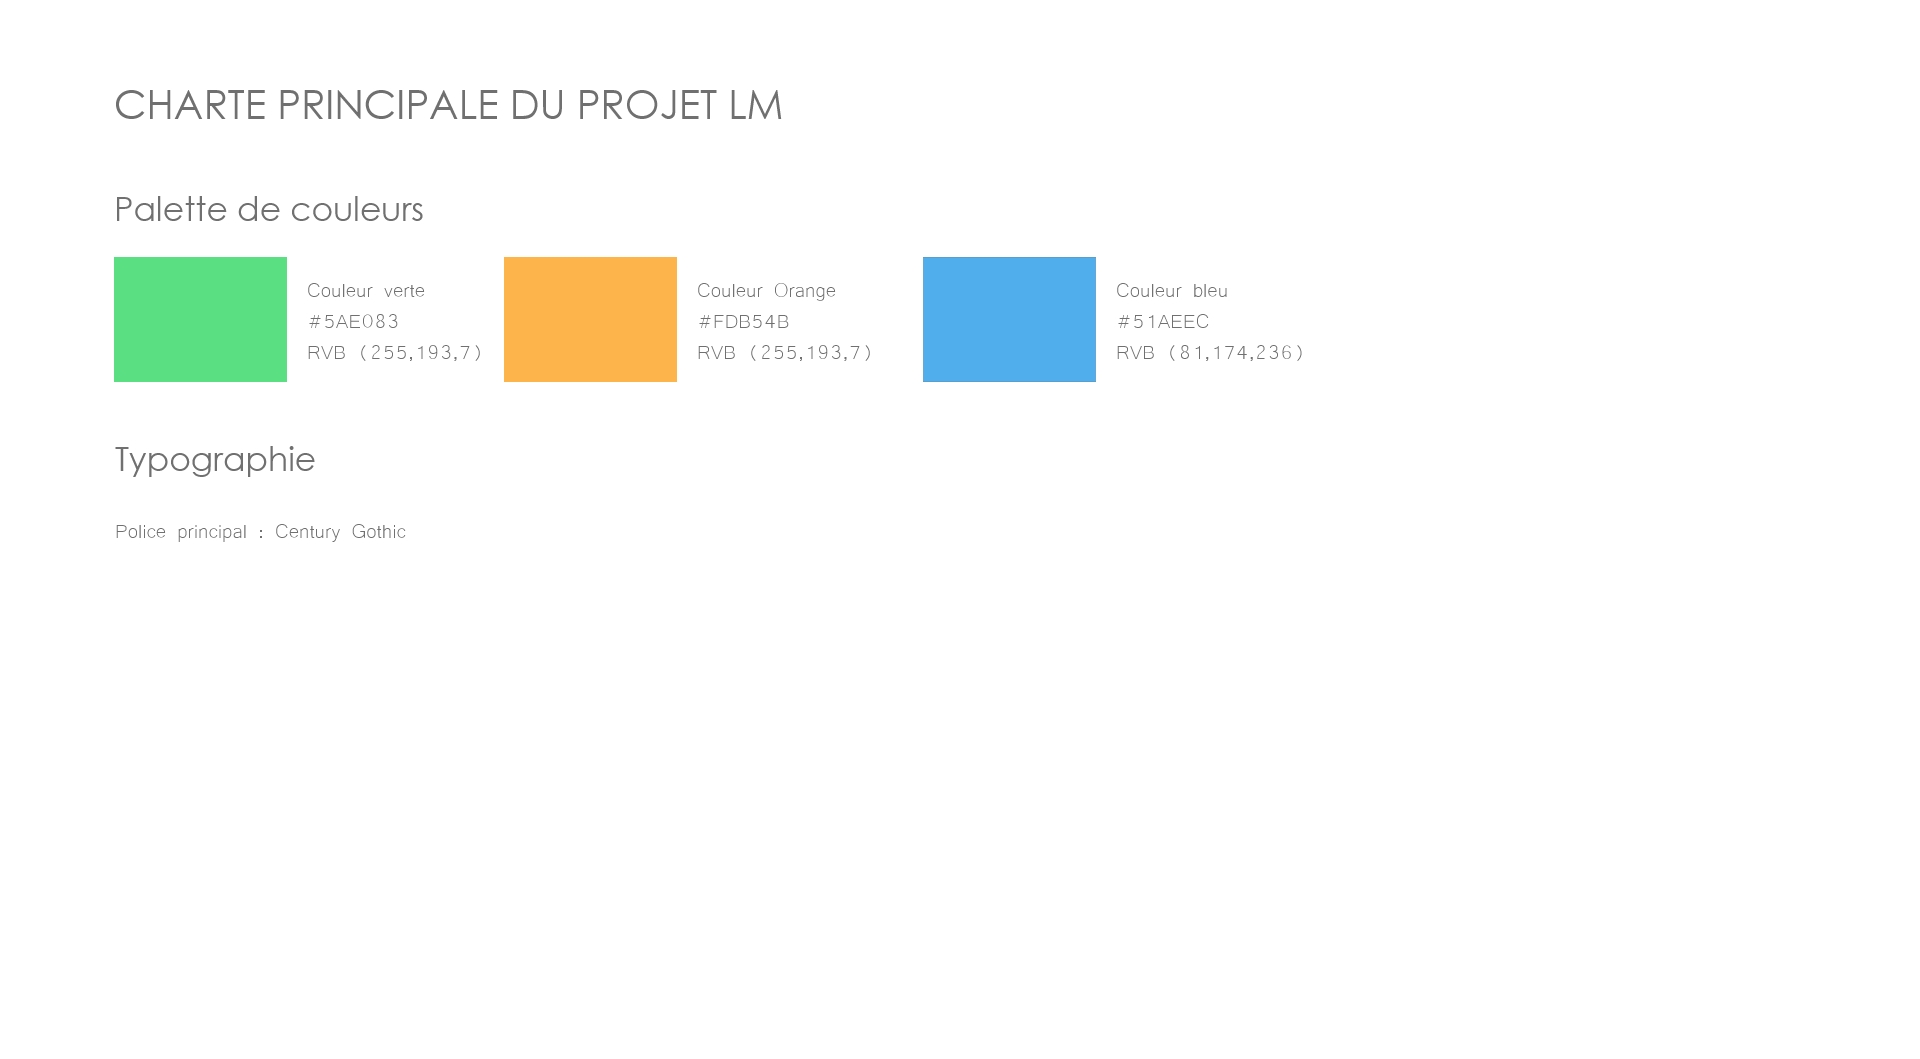 CHARTE PRINCIPALE DU PROJET LM
Palette de couleurs
Couleur verte
#5AE083
RVB (255,193,7)
Couleur Orange
#FDB54B
RVB (255,193,7)
Couleur bleu
#51AEEC
RVB (81,174,236)
Typographie
Police principal : Century Gothic